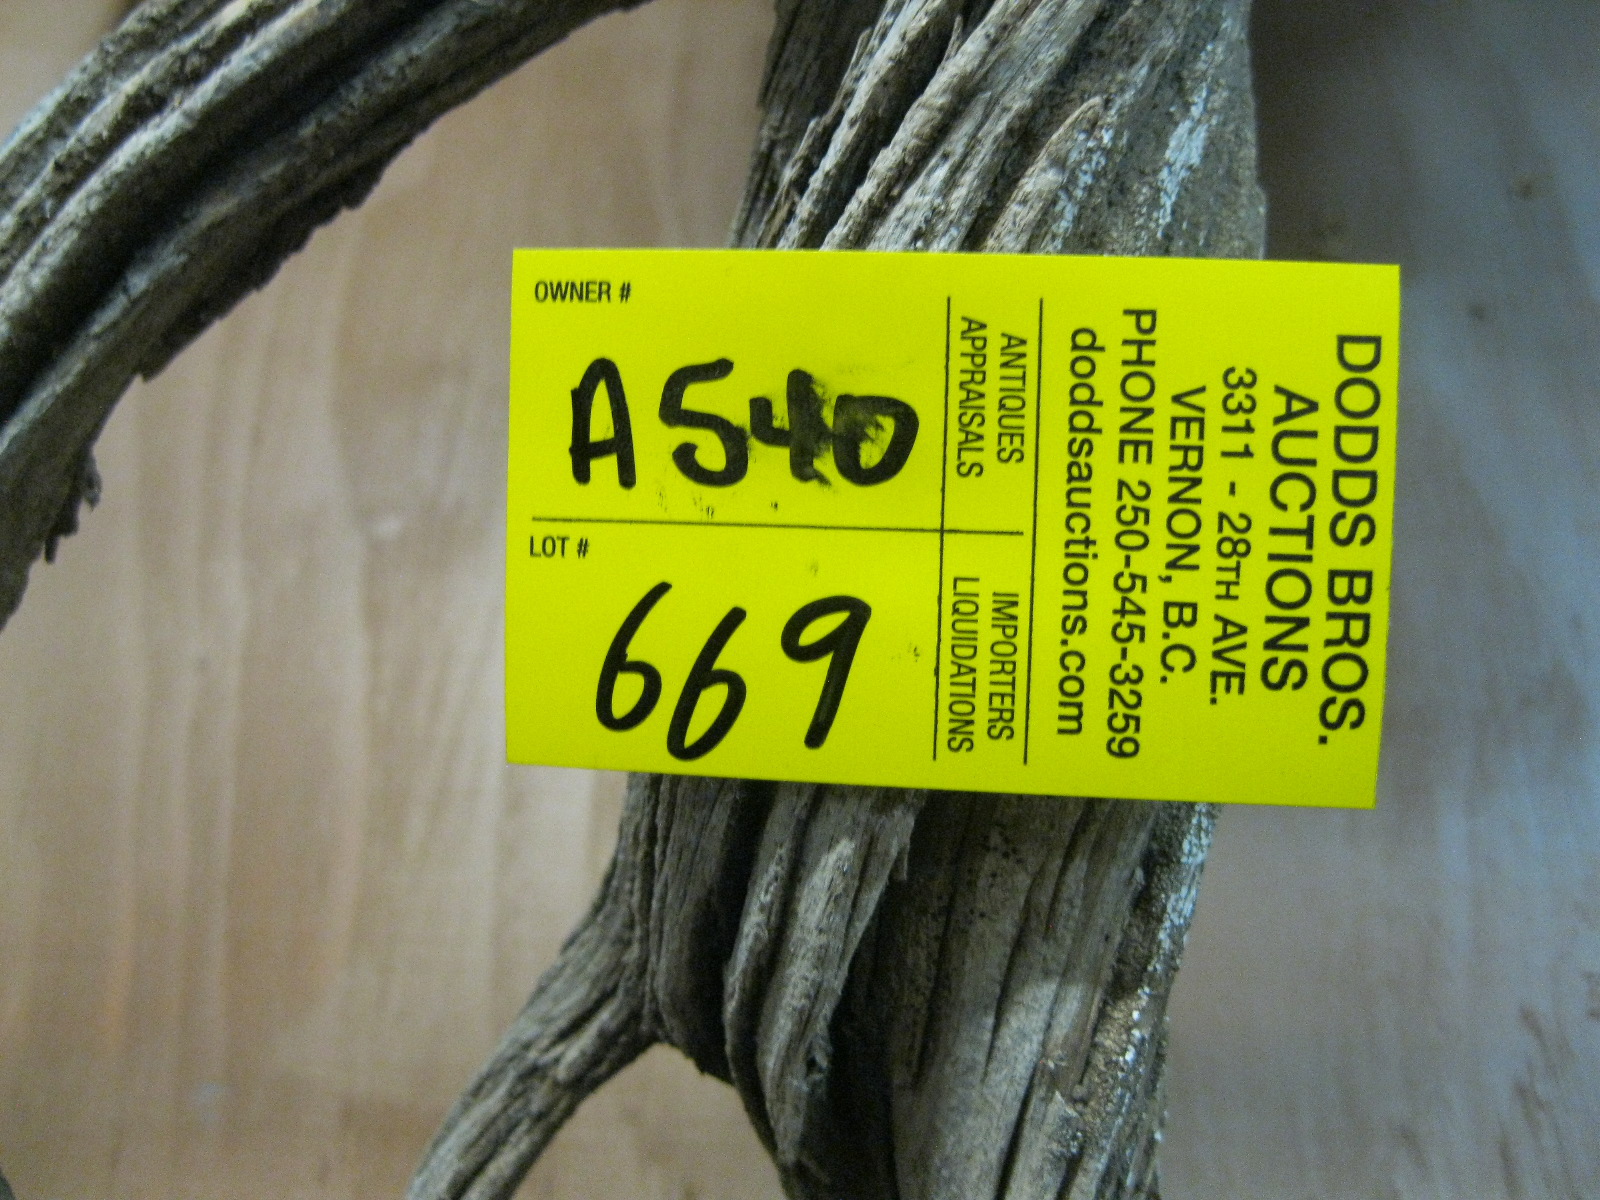 DODDS BROS.
AUCTIONS
3311 - 28TH AVE.
VERNON, B.C.
PHONE 250-545-3259
doddsauctions.com
ANTIQUES
APPRAISALS
IMPORTERS
LIQUIDATIONS
OWNER #
A540
LOT #
669